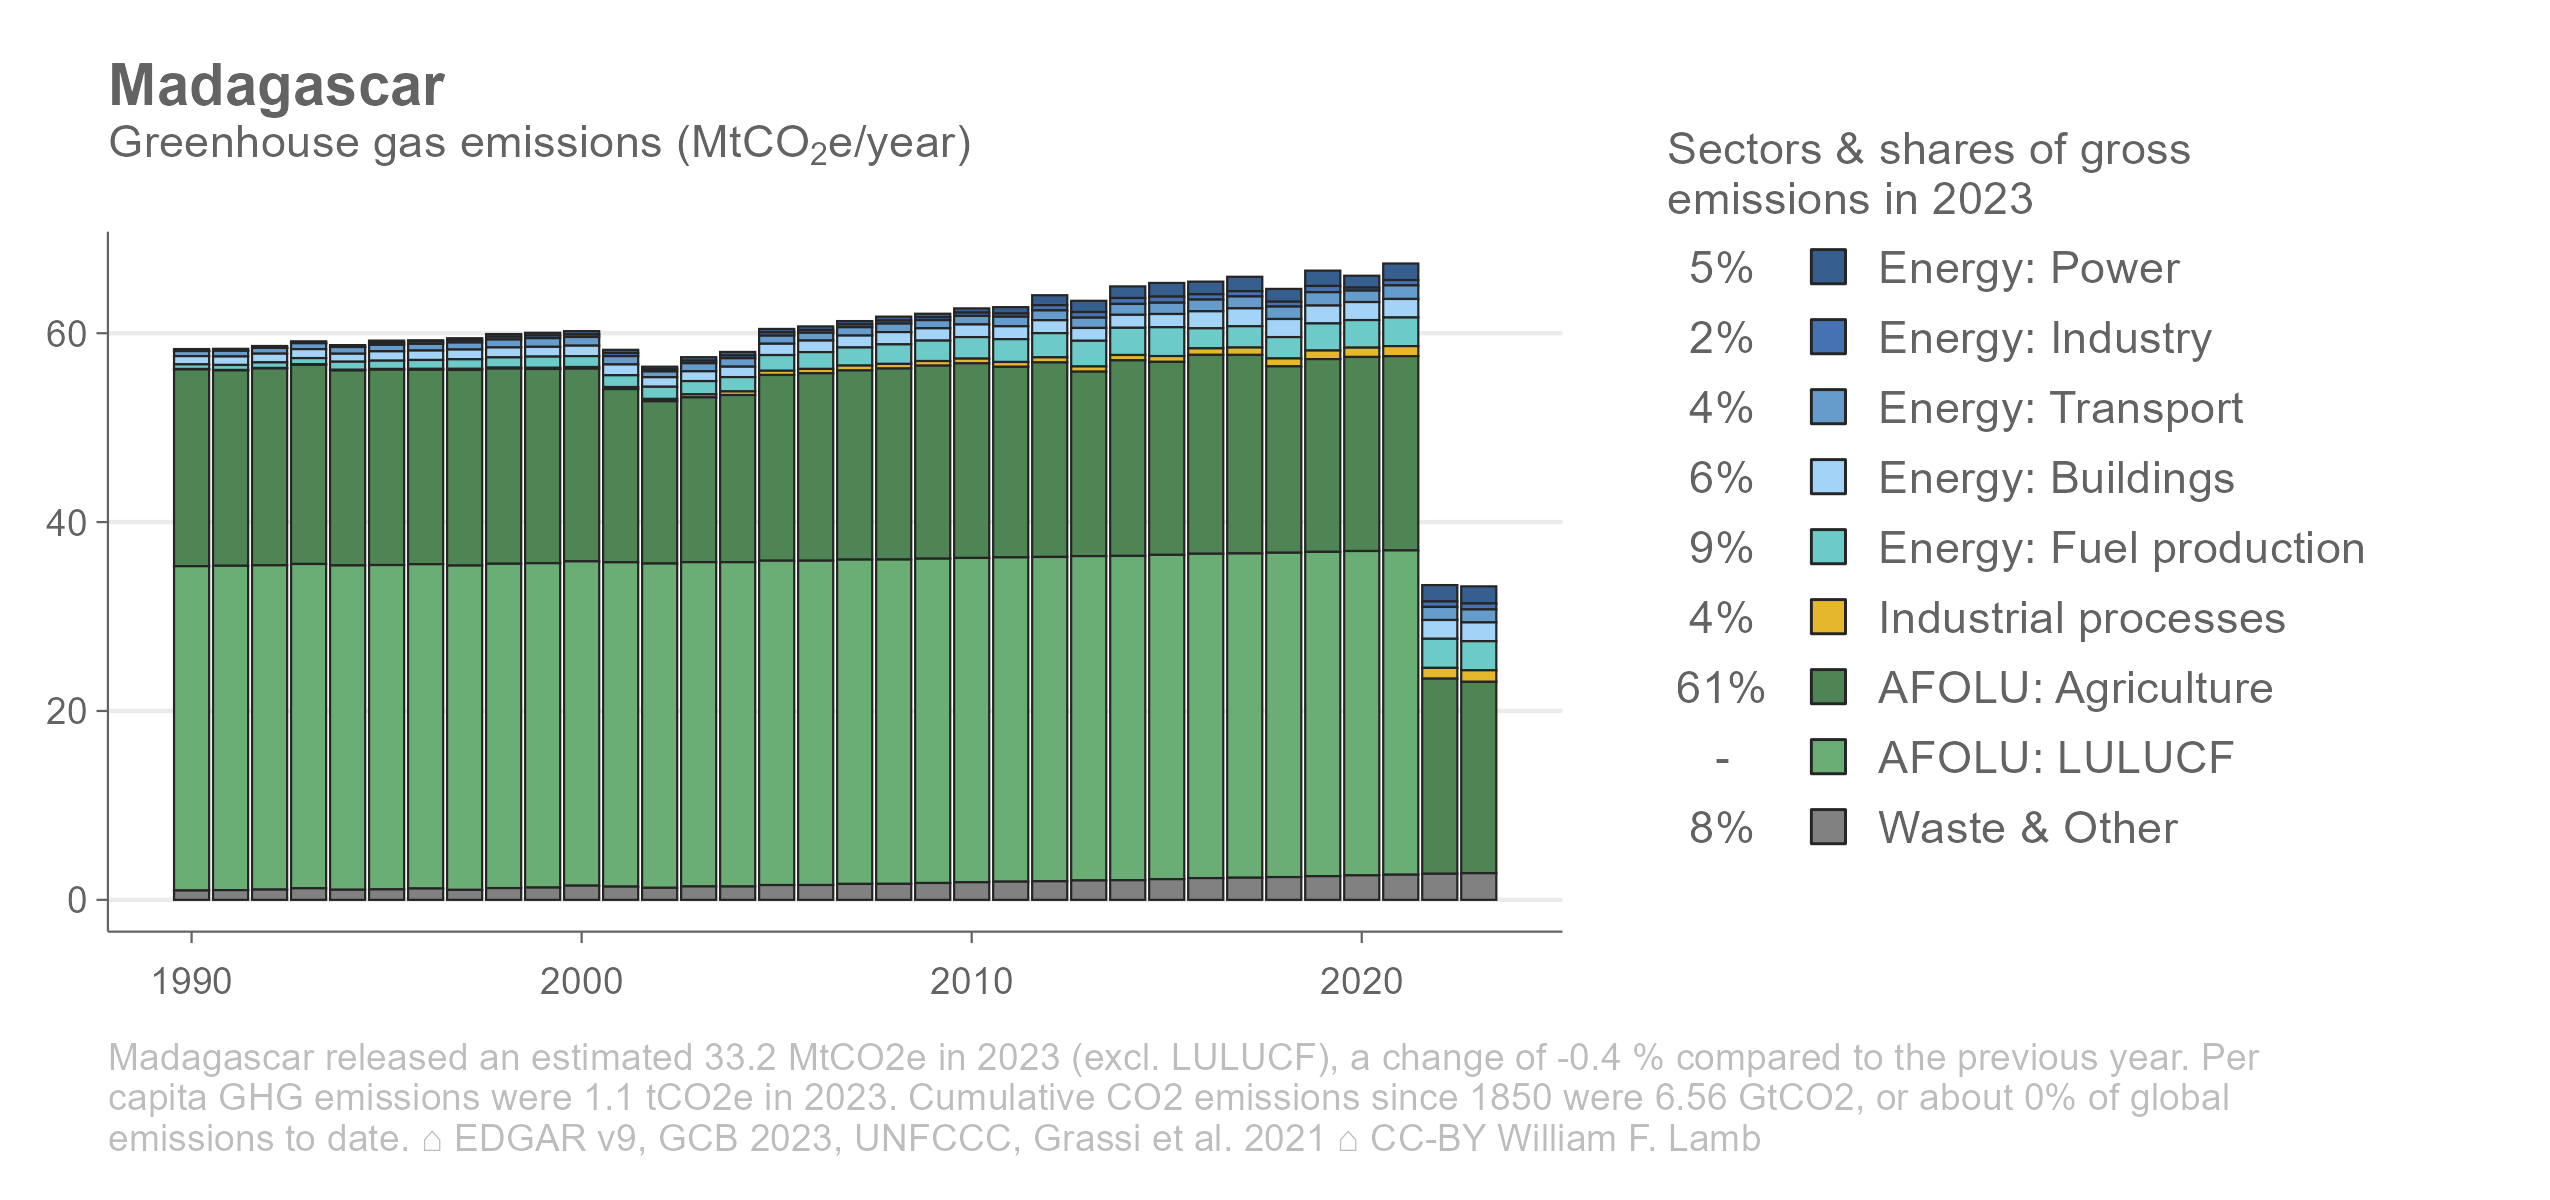 Madagascar
Greenhouse gas emissions (MtCO₂e/year)
Sectors & shares of gross
emissions in 2023
5% Energy: Power
2% Energy: Industry
4% Energy: Transport
6% Energy: Buildings
9% Energy: Fuel production
4% Industrial processes
61% AFOLU: Agriculture
- AFOLU: LULUCF
8% Waste & Other
60
40
20
0
1990 2000 2010 2020
Madagascar released an estimated 33.2 MtCO2e in 2023 (excl. LULUCF), a change of -0.4 % compared to the previous year. Per
capita GHG emissions were 1.1 tCO2e in 2023. Cumulative CO2 emissions since 1850 were 6.56 GtCO2, or about 0% of global
emissions to date. ⌂ EDGAR v9, GCB 2023, UNFCCC, Grassi et al. 2021 ⌂ CC-BY William F. Lamb